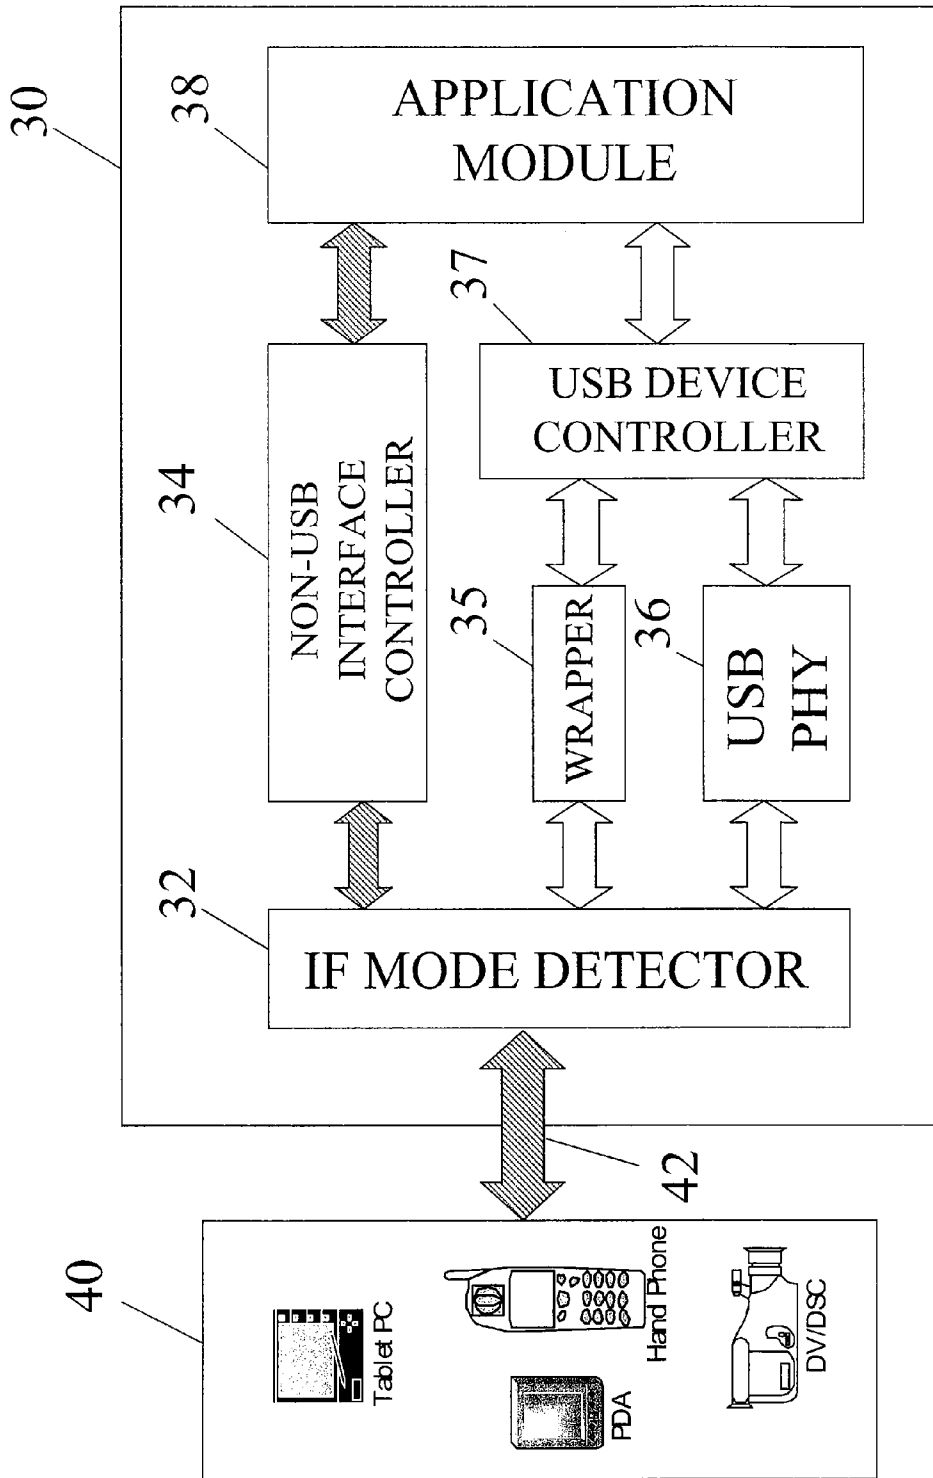 30
38
APPLICATION
MODULE
37
34
NON-USB
INTERFACE
CONTROLLER
USB DEVICE
CONTROLLER
35
WRAPPER
36
USB
PHY
32
IF MODE DETECTOR
42
40
Tablet PC
Hand Phone
PDA
DV/DSC